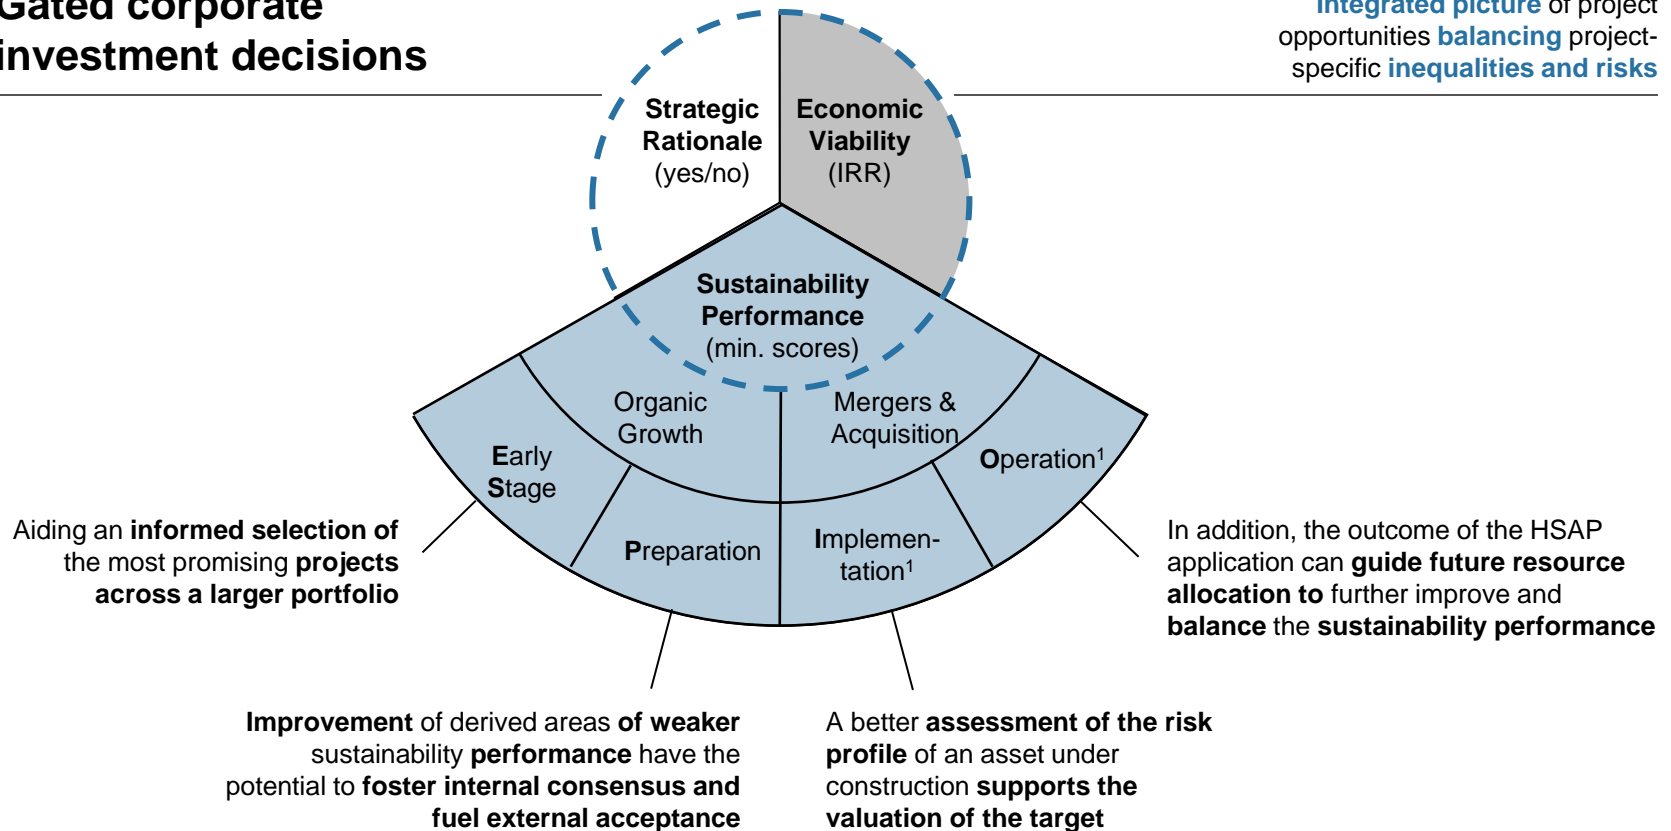 Gated corporate
investment decisions
Integrated picture of project
opportunities balancing project-
specific inequalities and risks
Strategic
Rationale
(yes/no)
Economic
Viability
(IRR)
Sustainability
Performance
(min. scores)
Organic
Growth
Mergers &
Acquisition
Early
Stage
Preparation
Implemen-
tation¹
Operation¹
Aiding an informed selection of
the most promising projects
across a larger portfolio
In addition, the outcome of the HSAP
application can guide future resource
allocation to further improve and
balance the sustainability performance
Improvement of derived areas of weaker
sustainability performance have the
potential to foster internal consensus and
fuel external acceptance
A better assessment of the risk
profile of an asset under
construction supports the
valuation of the target